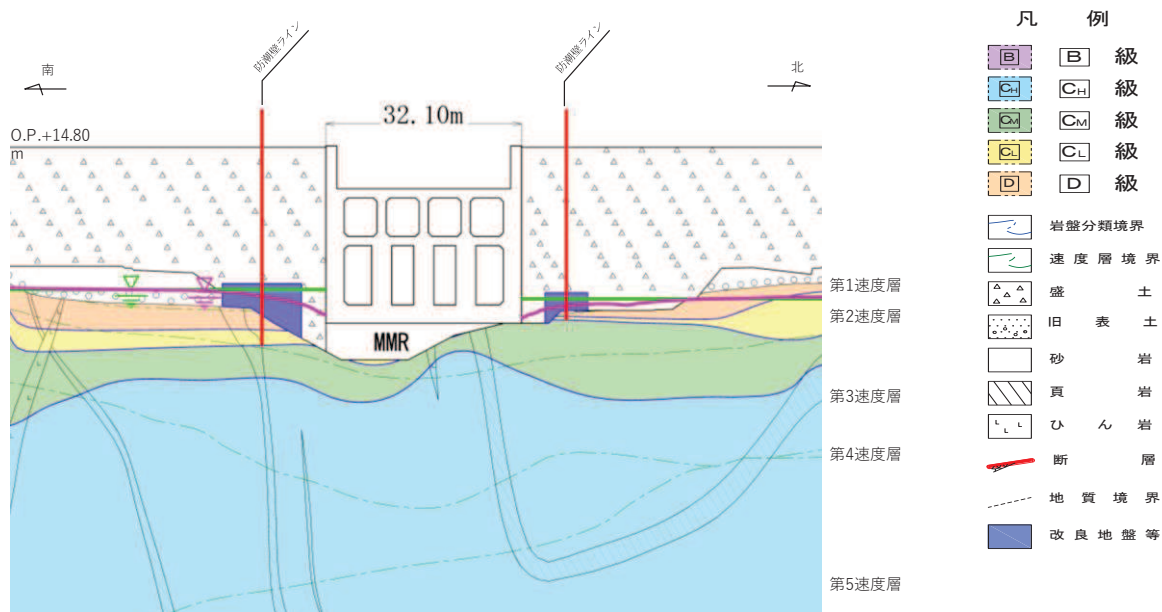 南
防潮壁ライン
防潮壁ライン
北
32.10m
O.P.+14.80
m
MMR
第1速度層
第2速度層
第3速度層
第4速度層
第5速度層
凡 例
B B 級
CH CH 級
CM CM 級
CL CL 級
D D 級
岩盤分類境界
速度層境界
盛土
旧表土
砂岩
頁岩
ひん岩
断層
地質境界
改良地盤等